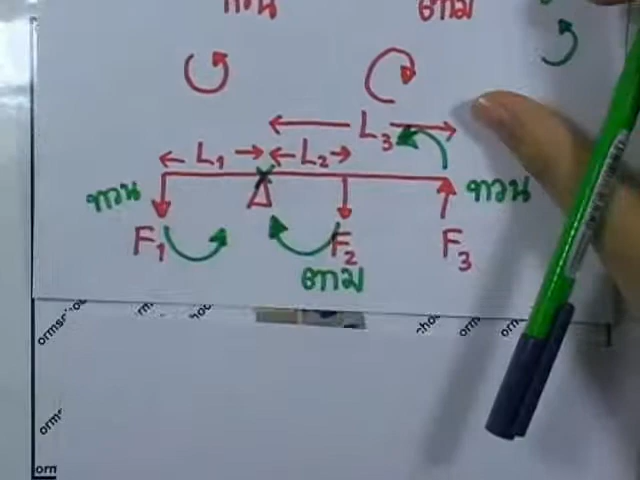 ทวน ตาม
L₃
L₁ L₂
ทวน ทวน
F₁ F₂ F₃
ตาม